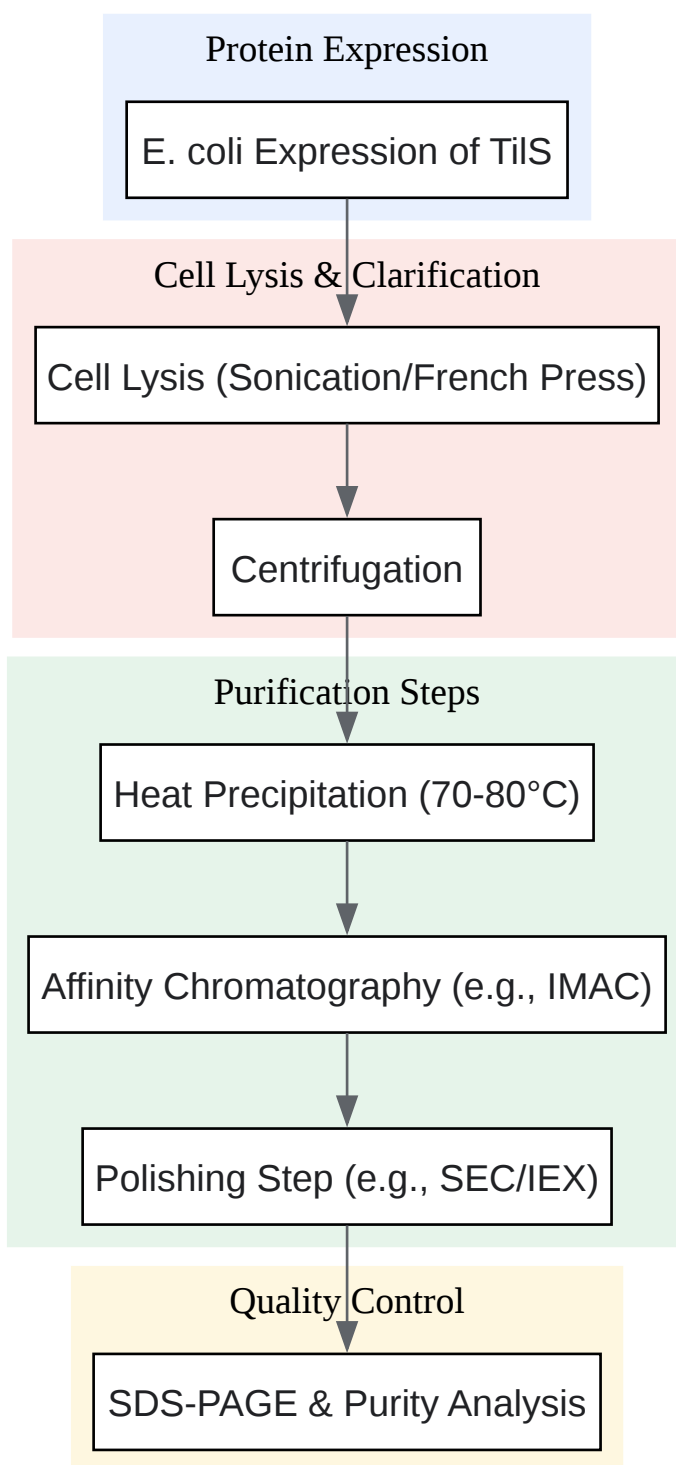 Protein Expression
E. coli Expression of TilS
Cell Lysis & Clarification
Cell Lysis (Sonication/French Press)
Centrifugation
Purification Steps
Heat Precipitation (70-80°C)
Affinity Chromatography (e.g., IMAC)
Polishing Step (e.g., SEC/IEX)
Quality Control
SDS-PAGE & Purity Analysis